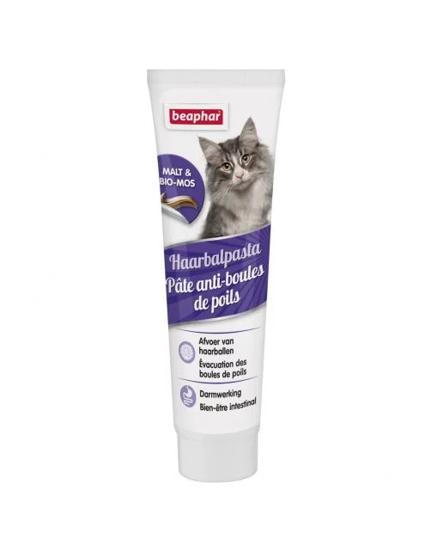 beaphar
MALT &
BIO-MOS
Haarbalpasta
Pâte anti-boules
de poils
Afvoer van
haarballen
Évacuation des
boules de poils
Darmwerking
Bien-être intestinal